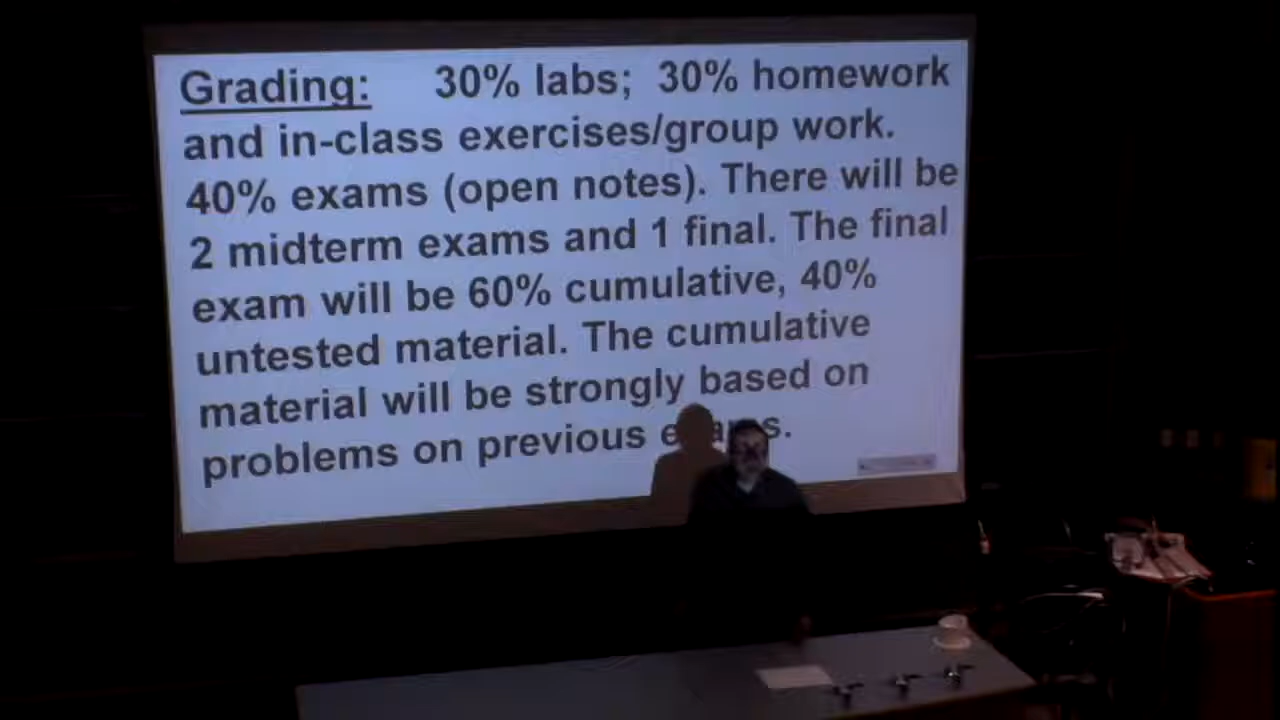 Grading: 30% labs; 30% homework
and in-class exercises/group work.
40% exams (open notes). There will be
2 midterm exams and 1 final. The final
exam will be 60% cumulative, 40%
untested material. The cumulative
material will be strongly based on
problems on previous